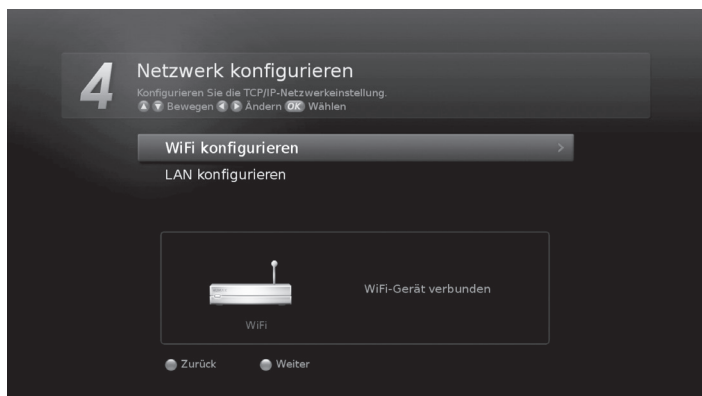 4
Netzwerk konfigurieren
Konfigurieren Sie die TCP/IP-Netzwerkeinstellung.
Bewegen Ändern OK Wählen
WiFi konfigurieren >
LAN konfigurieren
WiFi-Gerät verbunden
WiFi
Zurück Weiter